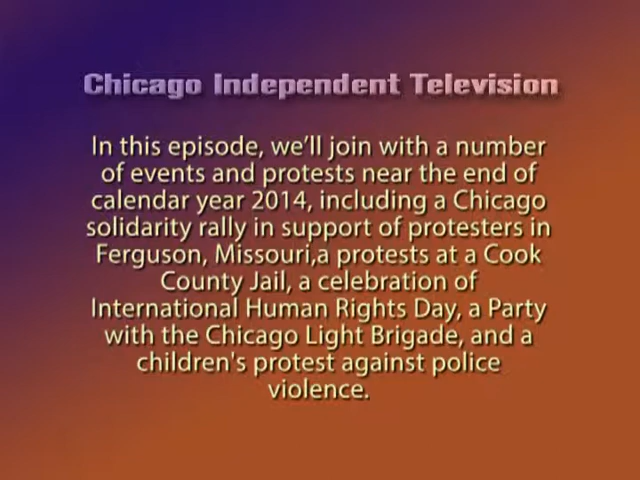 Chicago Independent Television
In this episode, we'll join with a number
of events and protests near the end of
calendar year 2014, including a Chicago
solidarity rally in support of protesters in
Ferguson, Missouri,a protests at a Cook
County Jail, a celebration of
International Human Rights Day, a Party
with the Chicago Light Brigade, and a
children's protest against police
violence.